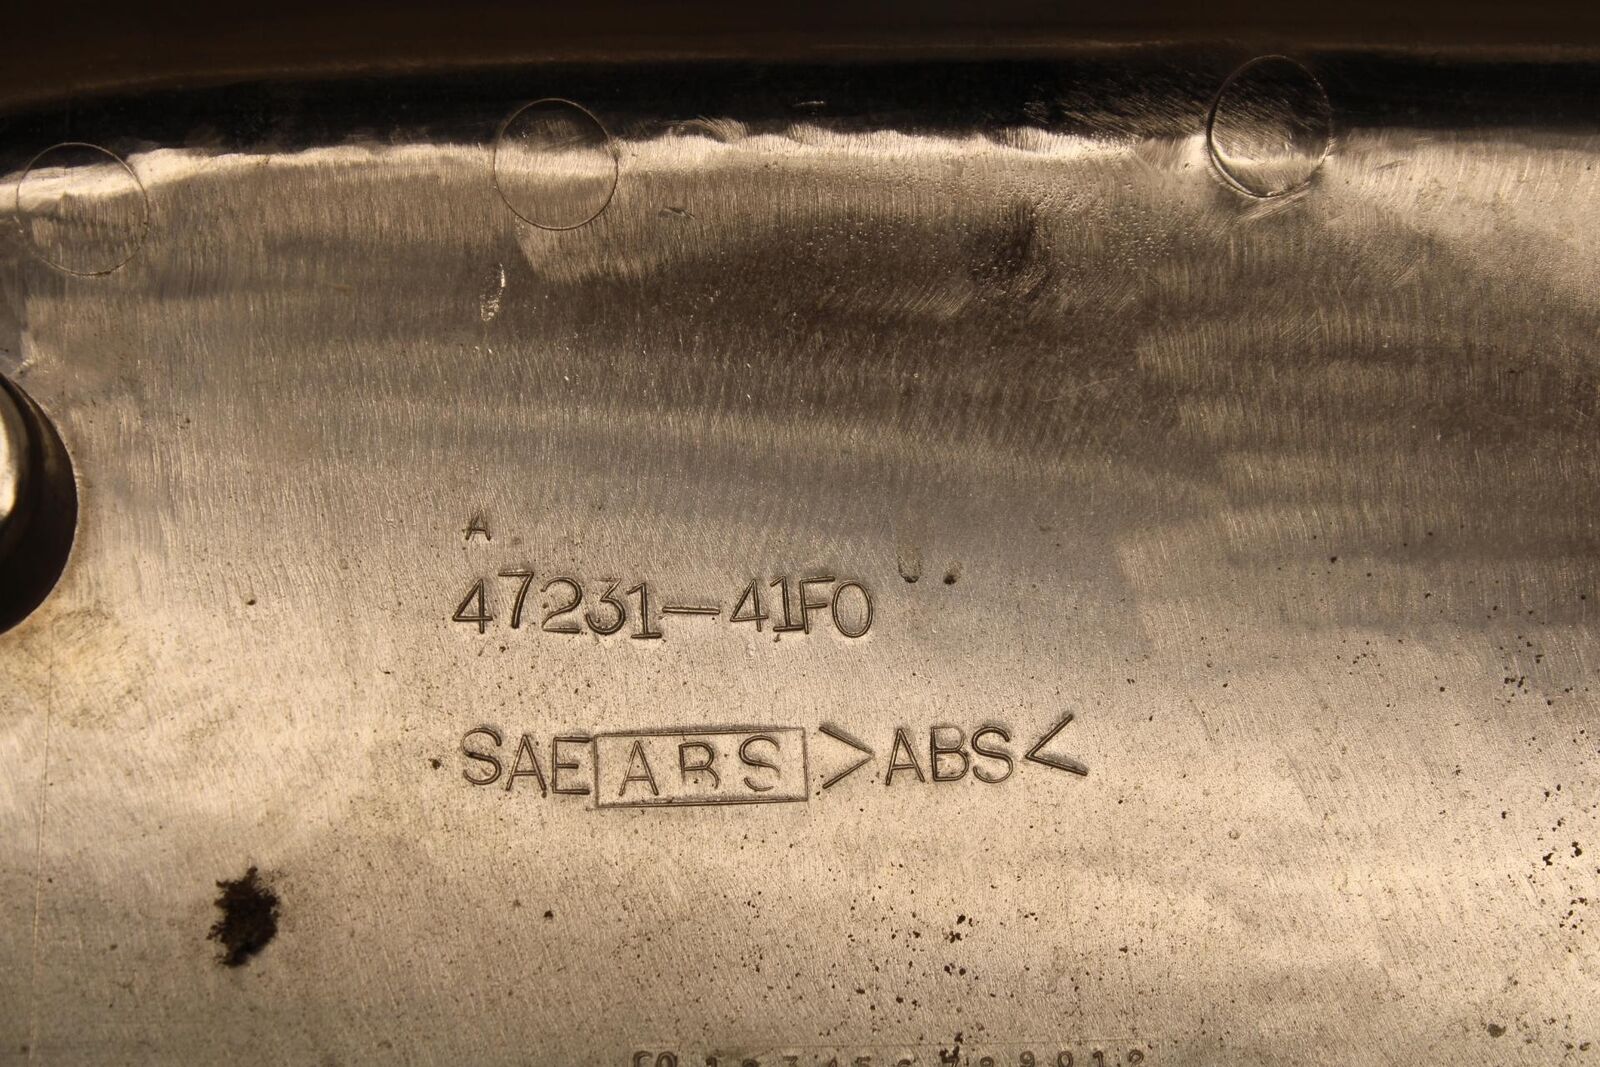 A
47231-41F0
SAE ABS >ABS<